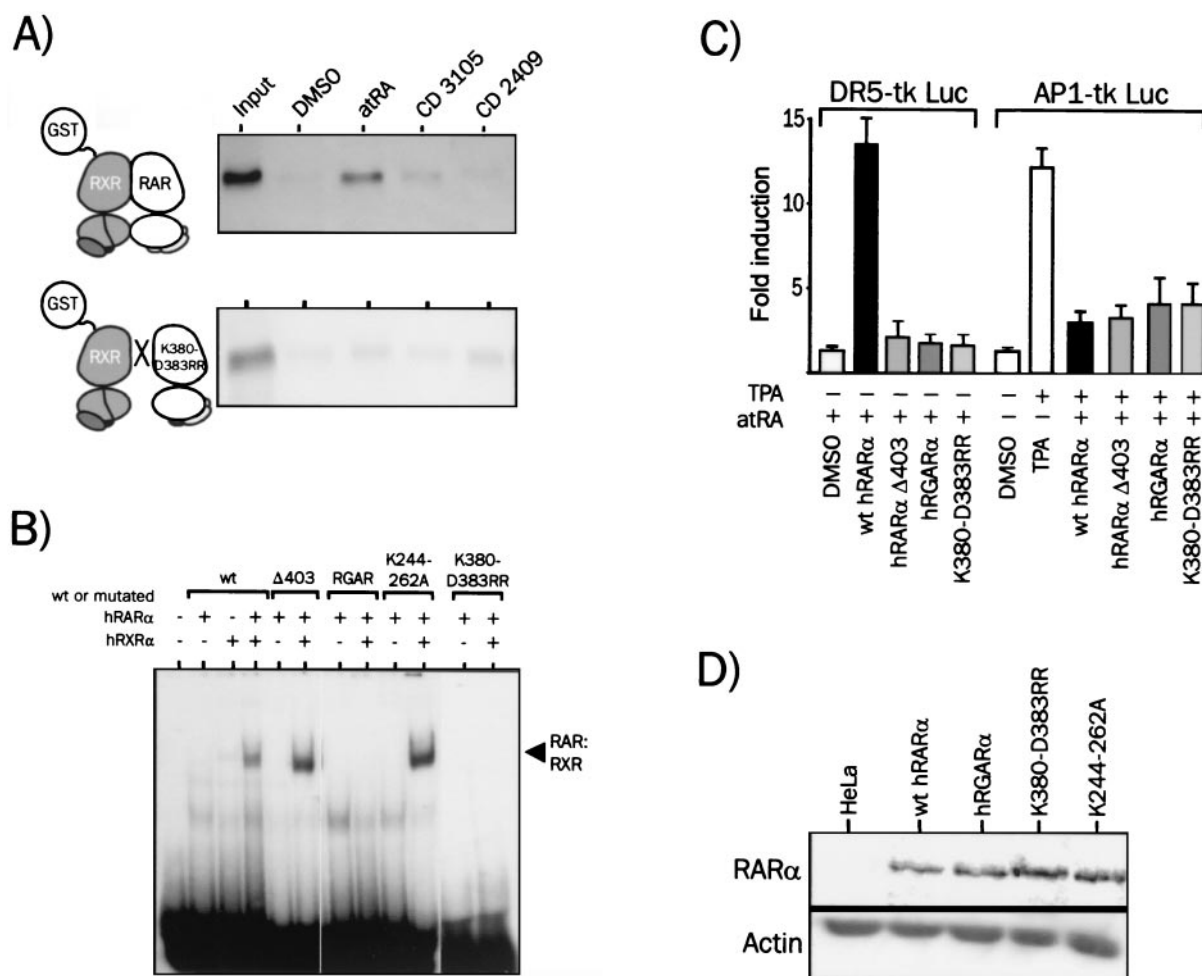 A)
Input
DMSO
atRA
CD 3105
CD 2409
GST
RXR
RAR
GST
RXR
K380-
D383RR
B)
wt or mutated
wt
Δ403
RGAR
K244-
262A
K380-
D383RR
hRARα - + - + + + + + + + + +
hRXRα - - + + - + - + - + - +
RAR:
RXR
C)
DR5-tk Luc
AP1-tk Luc
Fold induction
15
10
5
TPA - - - - - - + + + + +
atRA + + + + + - - + + + +
DMSO
wt hRARα
hRARα Δ403
hRGARα
K380-D383RR
DMSO
TPA
wt hRARα
hRARα Δ403
hRGARα
K380-D383RR
D)
HeLa
wt hRARα
hRGARα
K380-D383RR
K244-262A
RARα
Actin